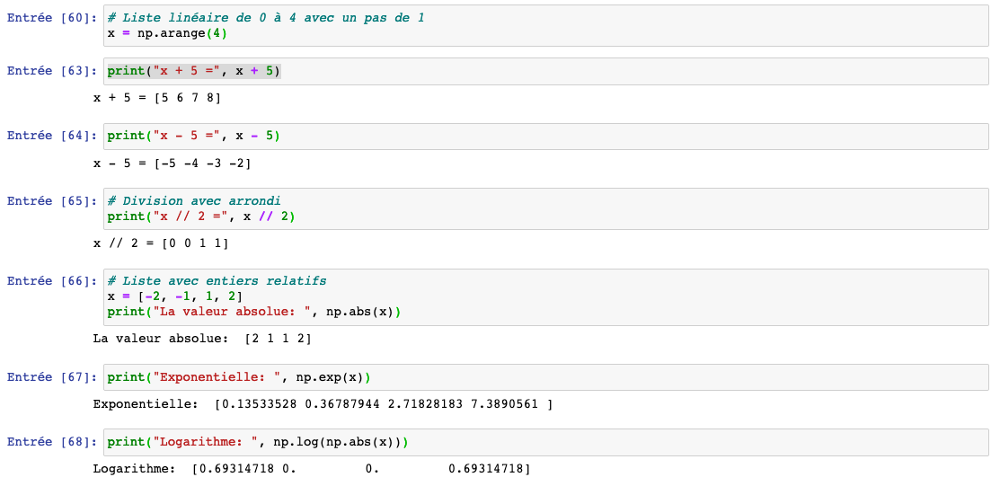 Entrée [60]: # Liste linéaire de 0 à 4 avec un pas de 1
x = np.arange(4)
Entrée [63]: print("x + 5 =", x + 5)
x + 5 = [5 6 7 8]
Entrée [64]: print("x - 5 =", x - 5)
x - 5 = [-5 -4 -3 -2]
Entrée [65]: # Division avec arrondi
print("x // 2 =", x // 2)
x // 2 = [0 0 1 1]
Entrée [66]: # Liste avec entiers relatifs
x = [-2, -1, 1, 2]
print("La valeur absolue: ", np.abs(x))
La valeur absolue:  [2 1 1 2]
Entrée [67]: print("Exponentielle: ", np.exp(x))
Exponentielle:  [0.13533528 0.36787944 2.71828183 7.3890561 ]
Entrée [68]: print("Logarithme: ", np.log(np.abs(x)))
Logarithme:  [0.69314718 0.         0.         0.69314718]